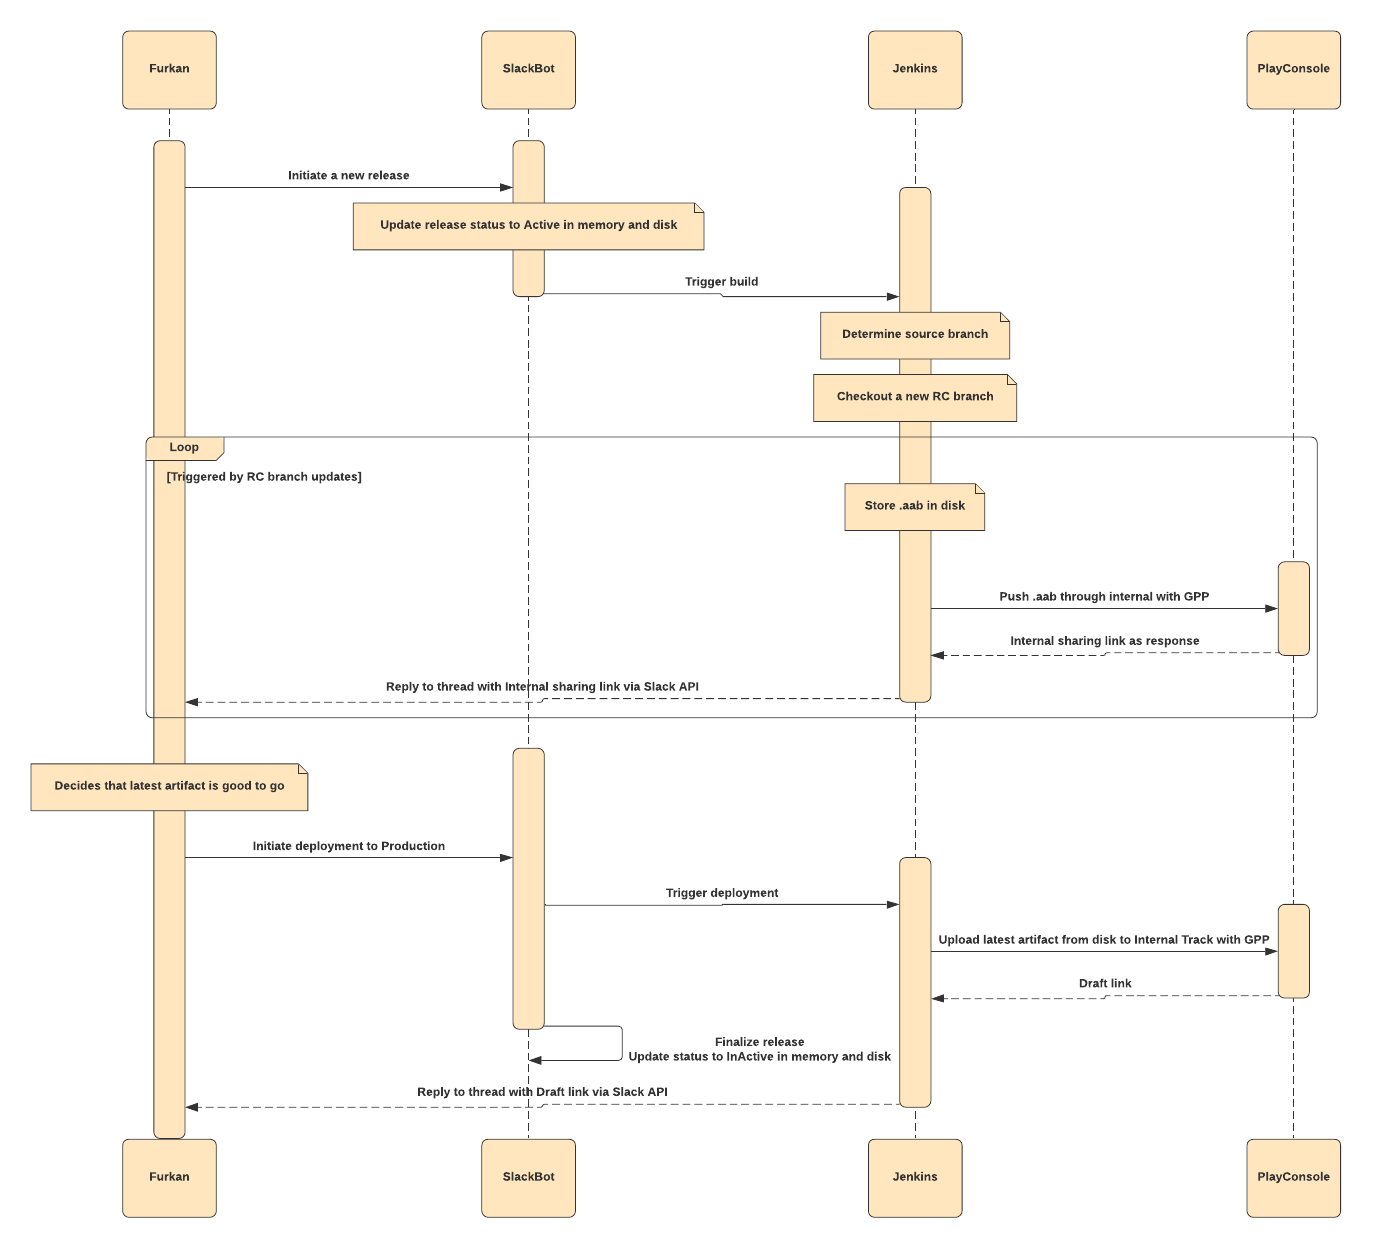 Furkan
SlackBot
Jenkins
PlayConsole
Initiate a new release
Update release status to Active in memory and disk
Trigger build
Determine source branch
Checkout a new RC branch
Loop
[Triggered by RC branch updates]
Store .aab in disk
Push .aab through internal with GPP
Internal sharing link as response
Reply to thread with Internal sharing link via Slack API
Decides that latest artifact is good to go
Initiate deployment to Production
Trigger deployment
Upload latest artifact from disk to Internal Track with GPP
Draft link
Finalize release
Update status to InActive in memory and disk
Reply to thread with Draft link via Slack API
Furkan
SlackBot
Jenkins
PlayConsole